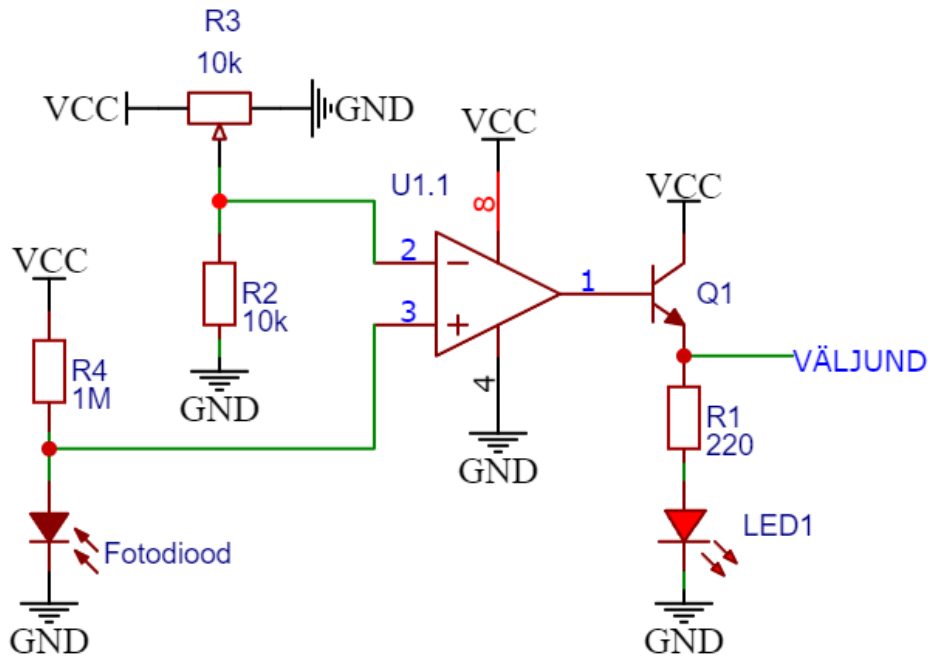 R3
10k
VCC
GND
VCC
U1.1
8
VCC
2
1
Q1
VCC
R2
10k
3
4
VÄLJUND
R4
1M
GND
GND
R1
220
Fotodiood
LED1
GND
GND